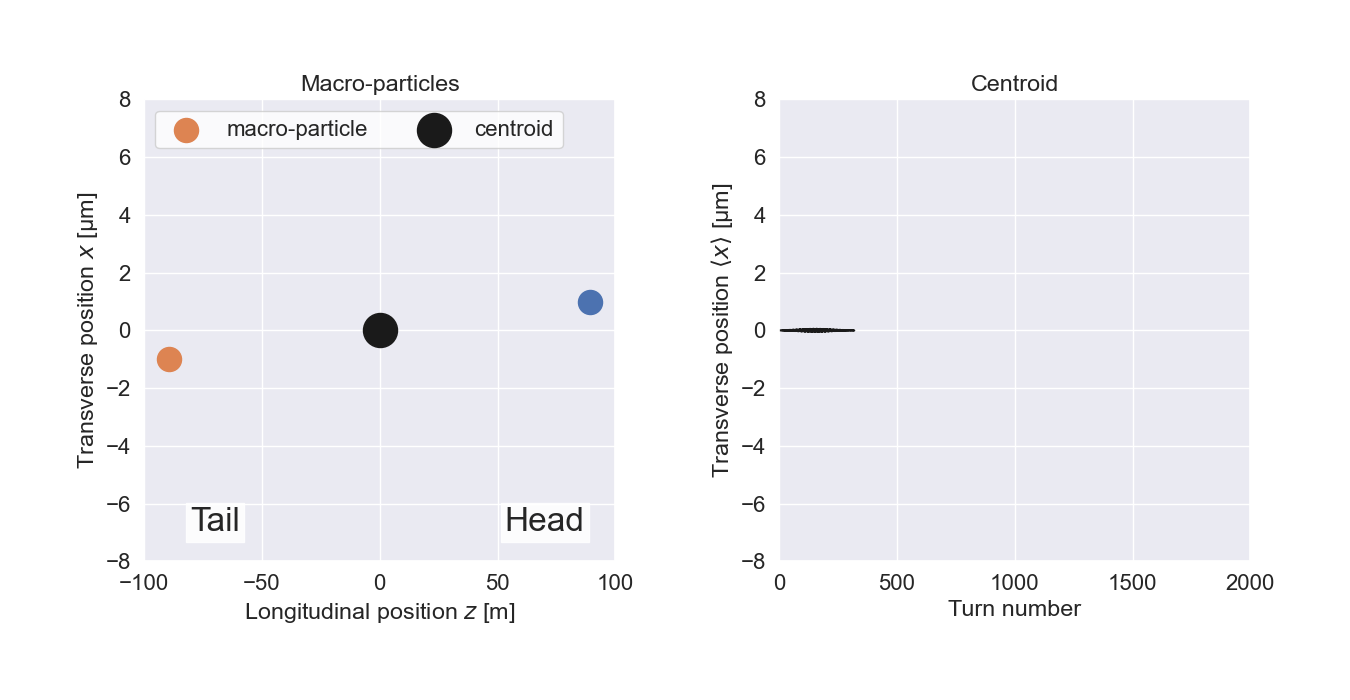 Macro-particles
macro-particle
centroid
8
6
4
2
0
−2
−4
−6
−8
Transverse position x [μm]
Tail
Head
−100
−50
0
50
100
Longitudinal position z [m]
Centroid
8
6
4
2
0
−2
−4
−6
−8
Transverse position ⟨x⟩ [μm]
0
500
1000
1500
2000
Turn number